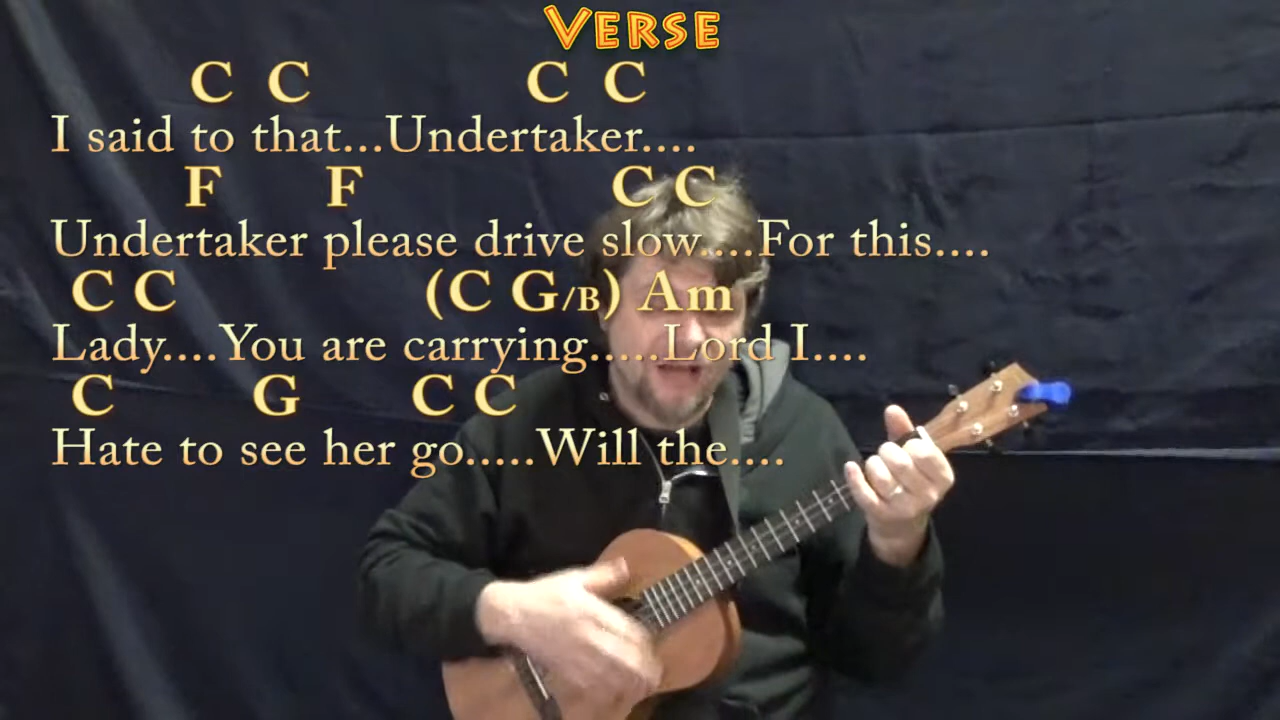 VERSE
C C C C
I said to that...Undertaker....
F F C C
Undertaker please drive slow....For this....
C C (C G/B) Am
Lady....You are carrying.....Lord I....
C G C C
Hate to see her go.....Will the....